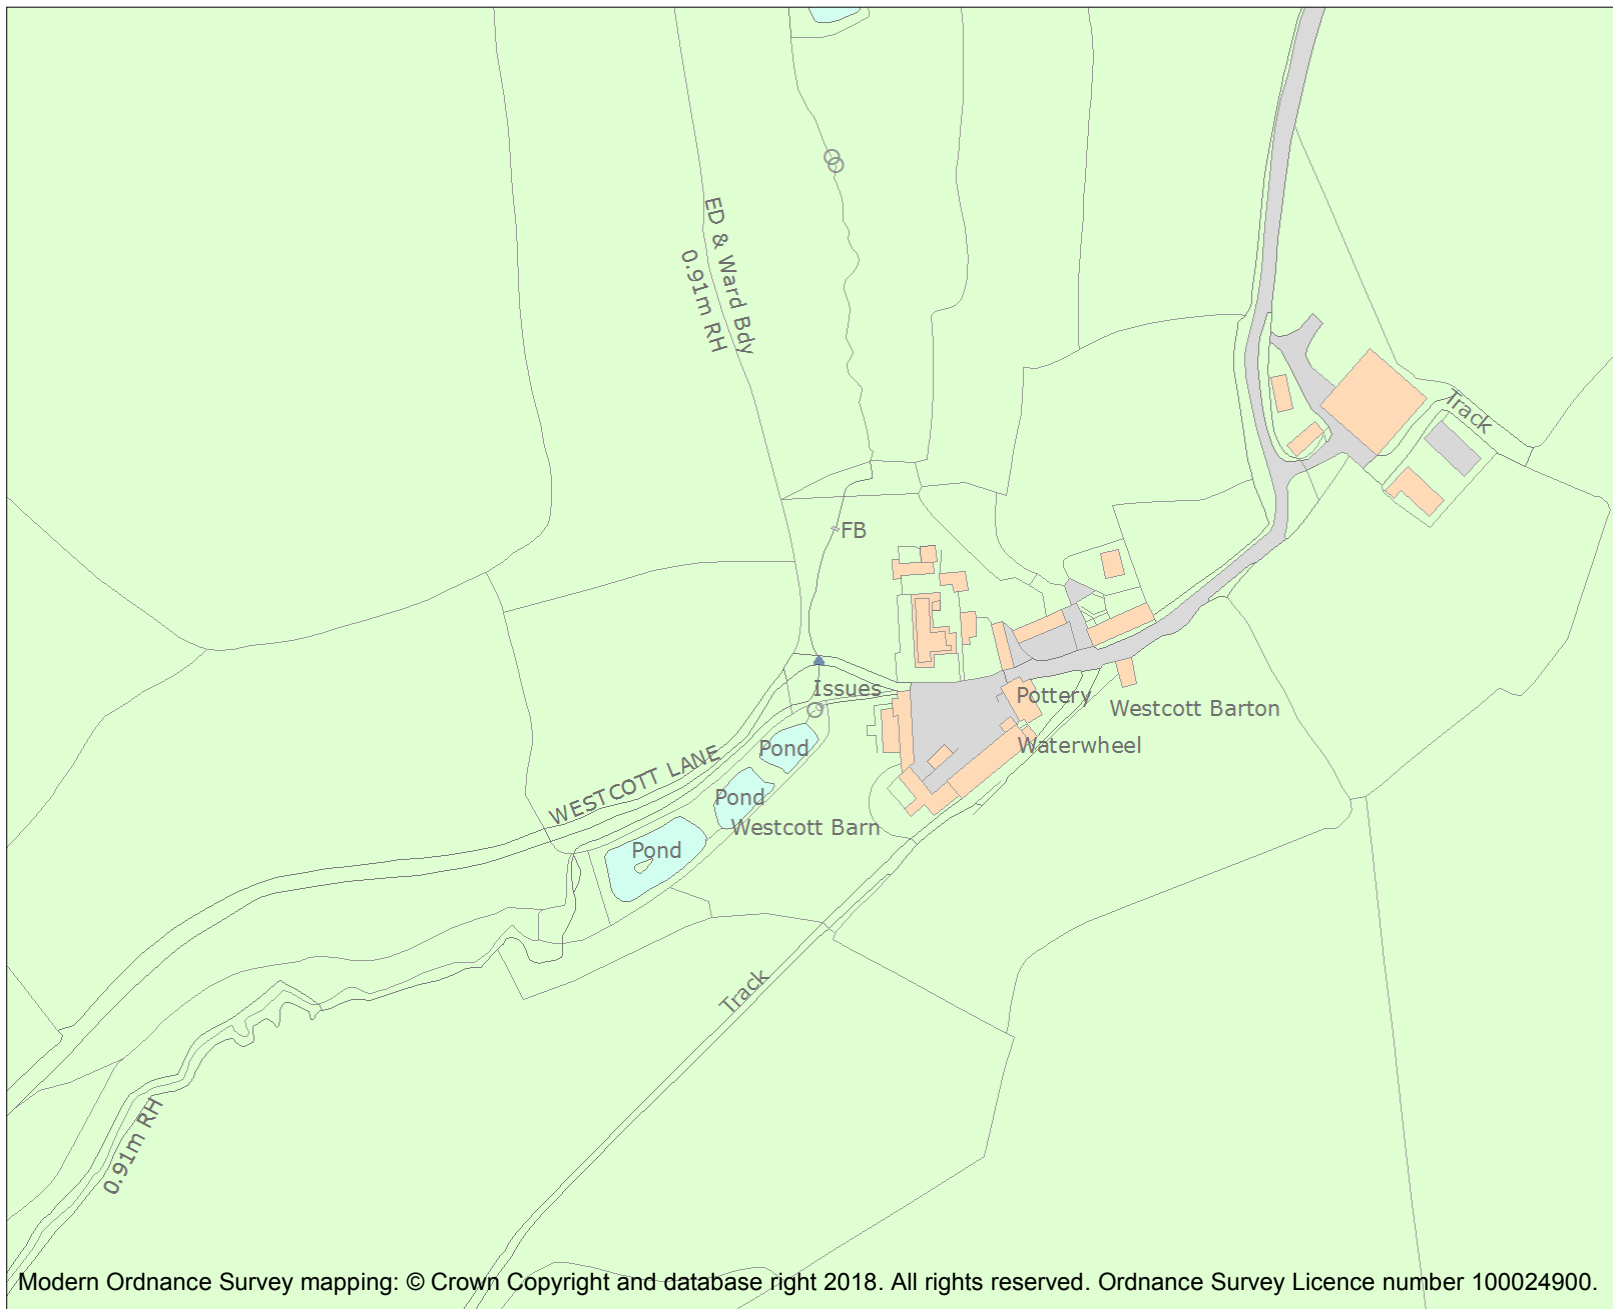 ED & Ward Bdy
0.91m RH
Track
FB
Issues
Pottery
Westcott Barton
Waterwheel
Pond
WESTCOTT LANE
Pond
Westcott Barn
Pond
Track
0.91m RH
Modern Ordnance Survey mapping: © Crown Copyright and database right 2018. All rights reserved. Ordnance Survey Licence number 100024900.